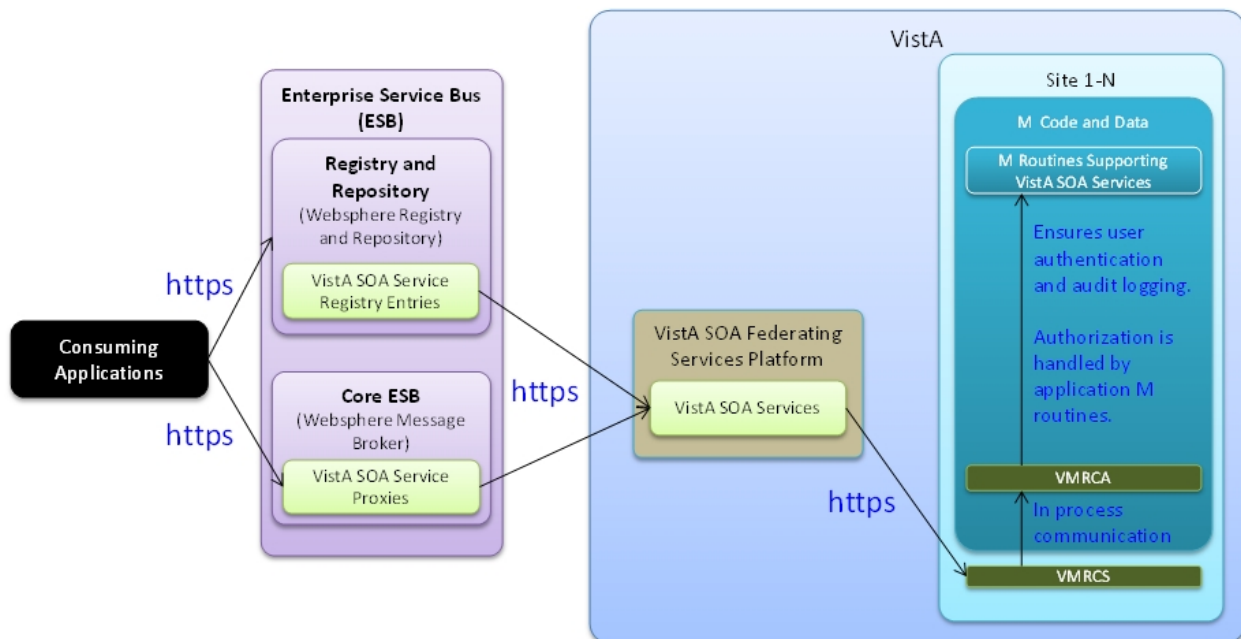 VistA
Site 1-N
M Code and Data
M Routines Supporting
VistA SOA Services
Ensures user
authentication
and audit logging.
Authorization is
handled by
application M
routines.
VMRCA
In process
communication
VMRCS
Enterprise Service Bus
(ESB)
Registry and
Repository
(Websphere Registry
and Repository)
VistA SOA Service
Registry Entries
https
Consuming
Applications
https
Core ESB
(Websphere Message
Broker)
VistA SOA Service
Proxies
https
VistA SOA Federating
Services Platform
VistA SOA Services
https